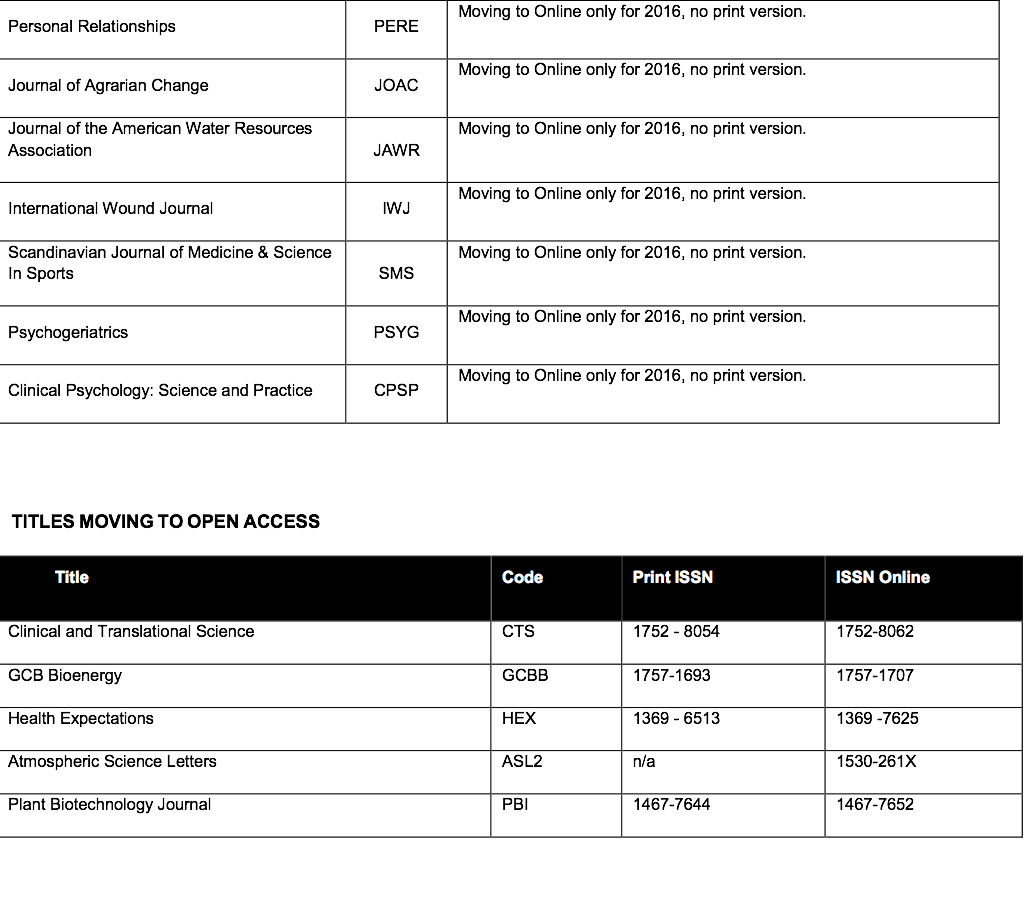 Personal Relationships PERE Moving to Online only for 2016, no print version.
Journal of Agrarian Change JOAC Moving to Online only for 2016, no print version.
Journal of the American Water Resources
Association JAWR Moving to Online only for 2016, no print version.
International Wound Journal IWJ Moving to Online only for 2016, no print version.
Scandinavian Journal of Medicine & Science
In Sports SMS Moving to Online only for 2016, no print version.
Psychogeriatrics PSYG Moving to Online only for 2016, no print version.
Clinical Psychology: Science and Practice CPSP Moving to Online only for 2016, no print version.
TITLES MOVING TO OPEN ACCESS
Title Code Print ISSN ISSN Online
Clinical and Translational Science CTS 1752 - 8054 1752-8062
GCB Bioenergy GCBB 1757-1693 1757-1707
Health Expectations HEX 1369 - 6513 1369 -7625
Atmospheric Science Letters ASL2 n/a 1530-261X
Plant Biotechnology Journal PBI 1467-7644 1467-7652